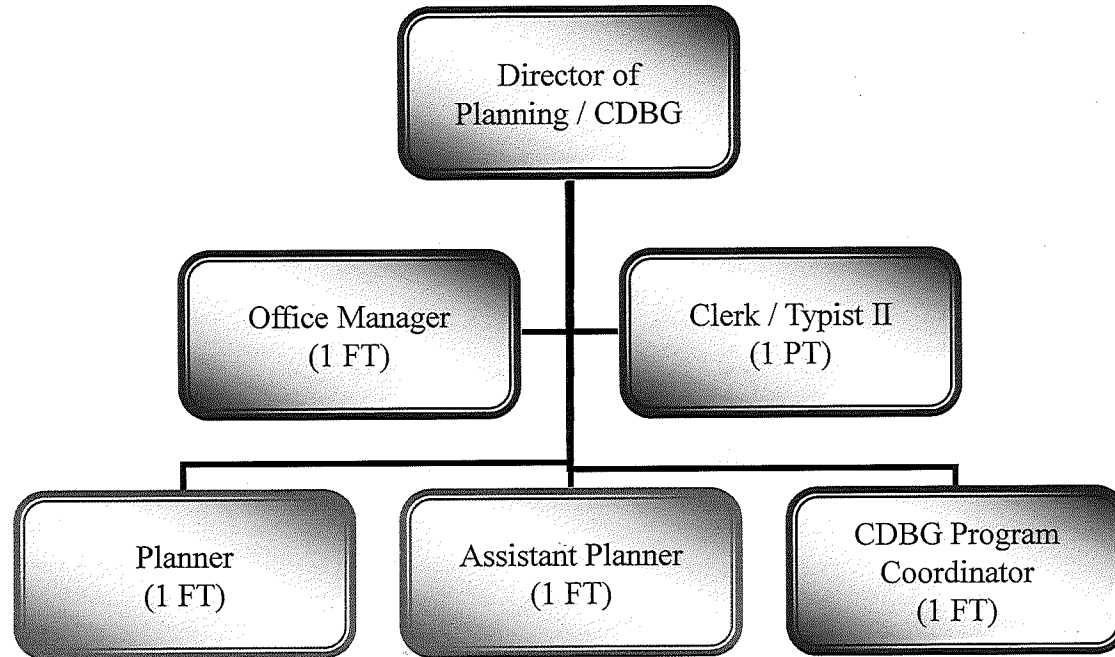 Director of
Planning / CDBG
Office Manager
(1 FT)
Clerk / Typist II
(1 PT)
Planner
(1 FT)
Assistant Planner
(1 FT)
CDBG Program
Coordinator
(1 FT)